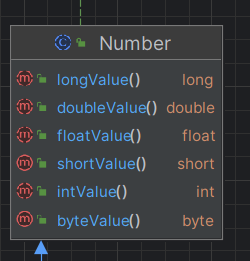 Number
longValue() long
doubleValue() double
floatValue() float
shortValue() short
intValue() int
byteValue() byte